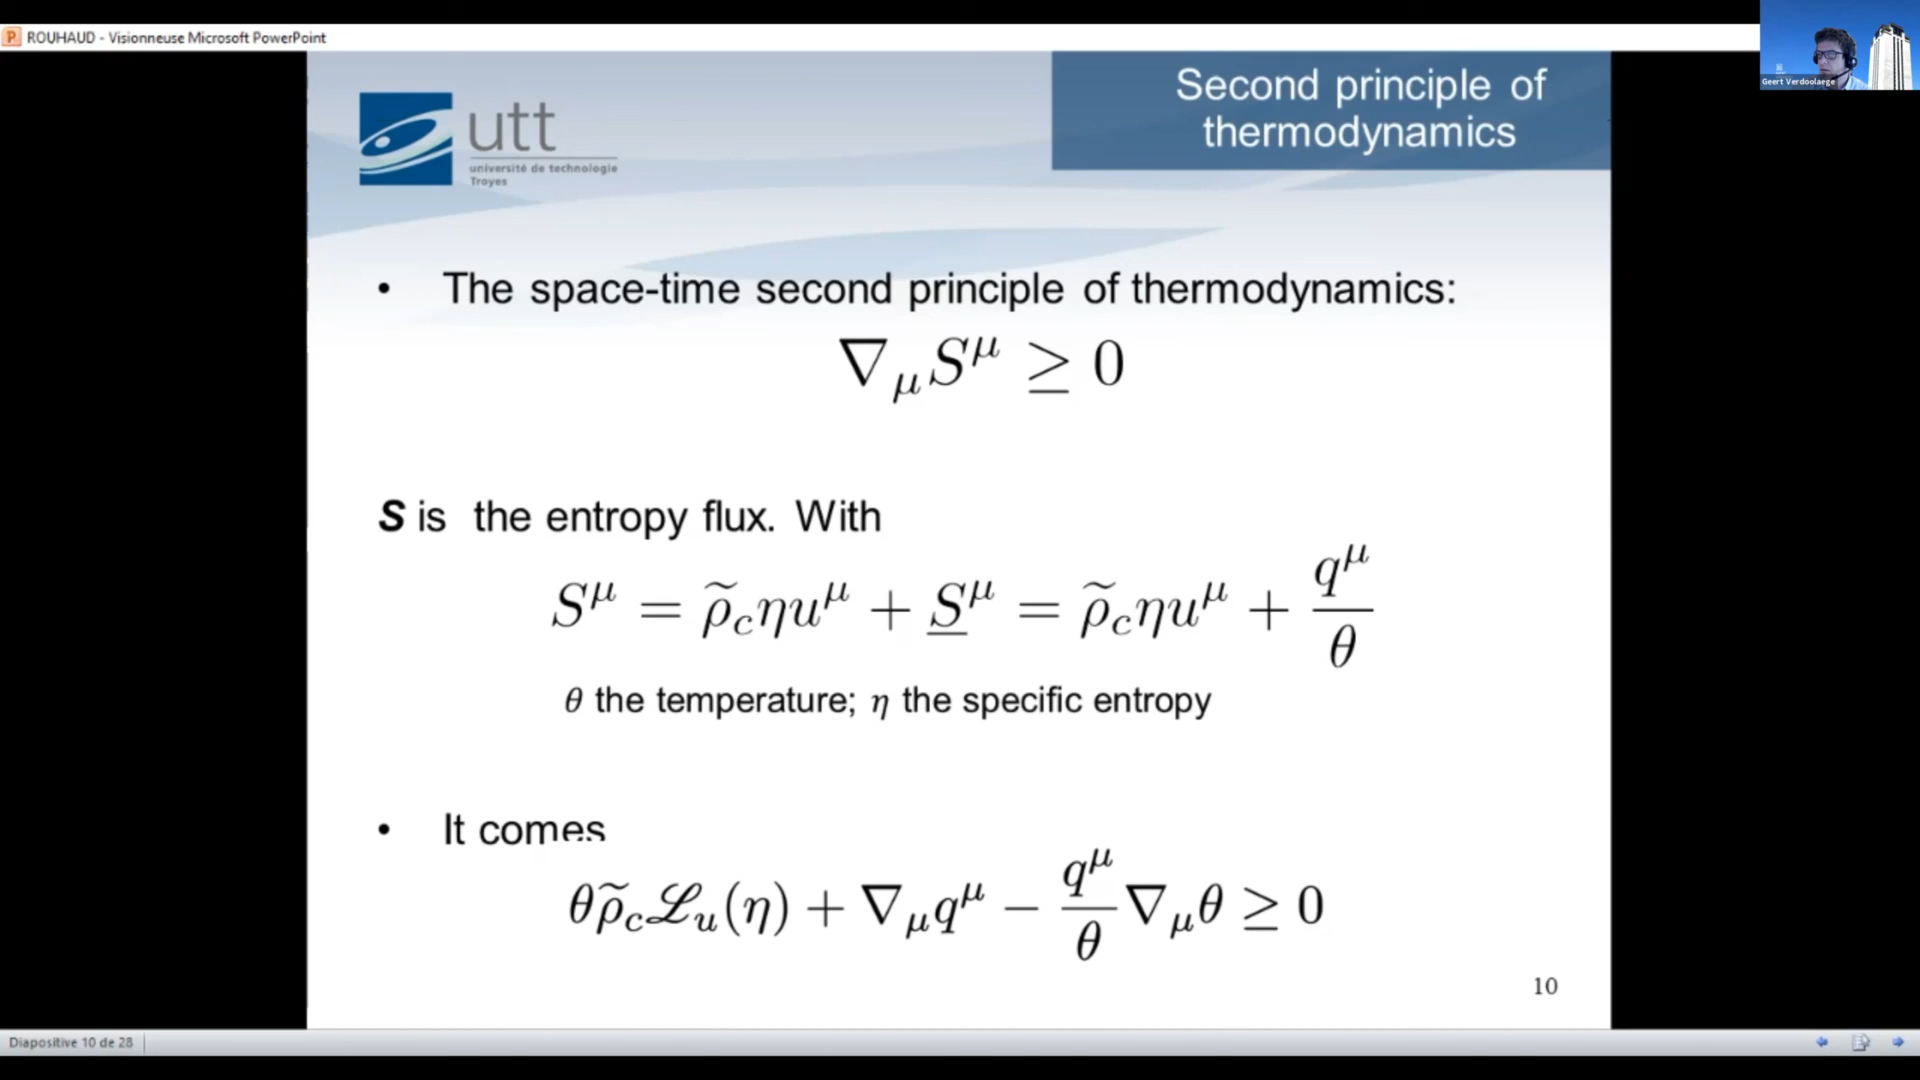 ROUHAUD - Visionneuse Microsoft PowerPoint
Geert Verdoolaege
utt
université de technologie
Troyes
Second principle of
thermodynamics
• The space-time second principle of thermodynamics:
∇_μ S^μ ≥ 0
S is the entropy flux. With
S^μ = ρ̃_c η u^μ + S̲^μ = ρ̃_c η u^μ + q^μ/θ
θ the temperature; η the specific entropy
• It comes
θ ρ̃_c ℒ_u(η) + ∇_μ q^μ − (q^μ/θ) ∇_μ θ ≥ 0
10
Diapositive 10 de 28